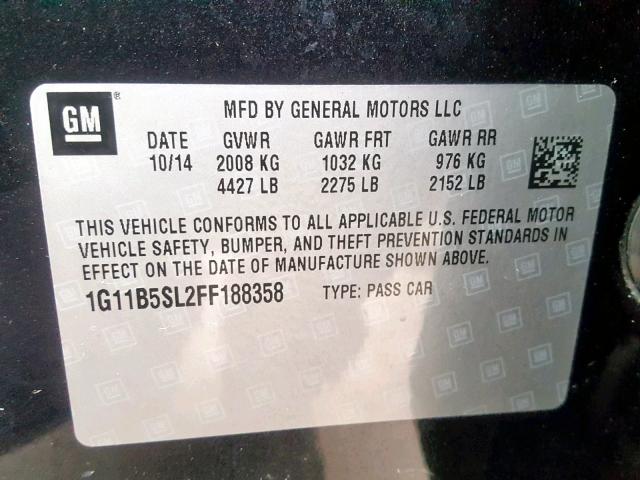 GM®
MFD BY GENERAL MOTORS LLC
DATE GVWR GAWR FRT GAWR RR
10/14 2008 KG 1032 KG 976 KG
4427 LB 2275 LB 2152 LB
THIS VEHICLE CONFORMS TO ALL APPLICABLE U.S. FEDERAL MOTOR
VEHICLE SAFETY, BUMPER, AND THEFT PREVENTION STANDARDS IN
EFFECT ON THE DATE OF MANUFACTURE SHOWN ABOVE.
1G11B5SL2FF188358 TYPE: PASS CAR